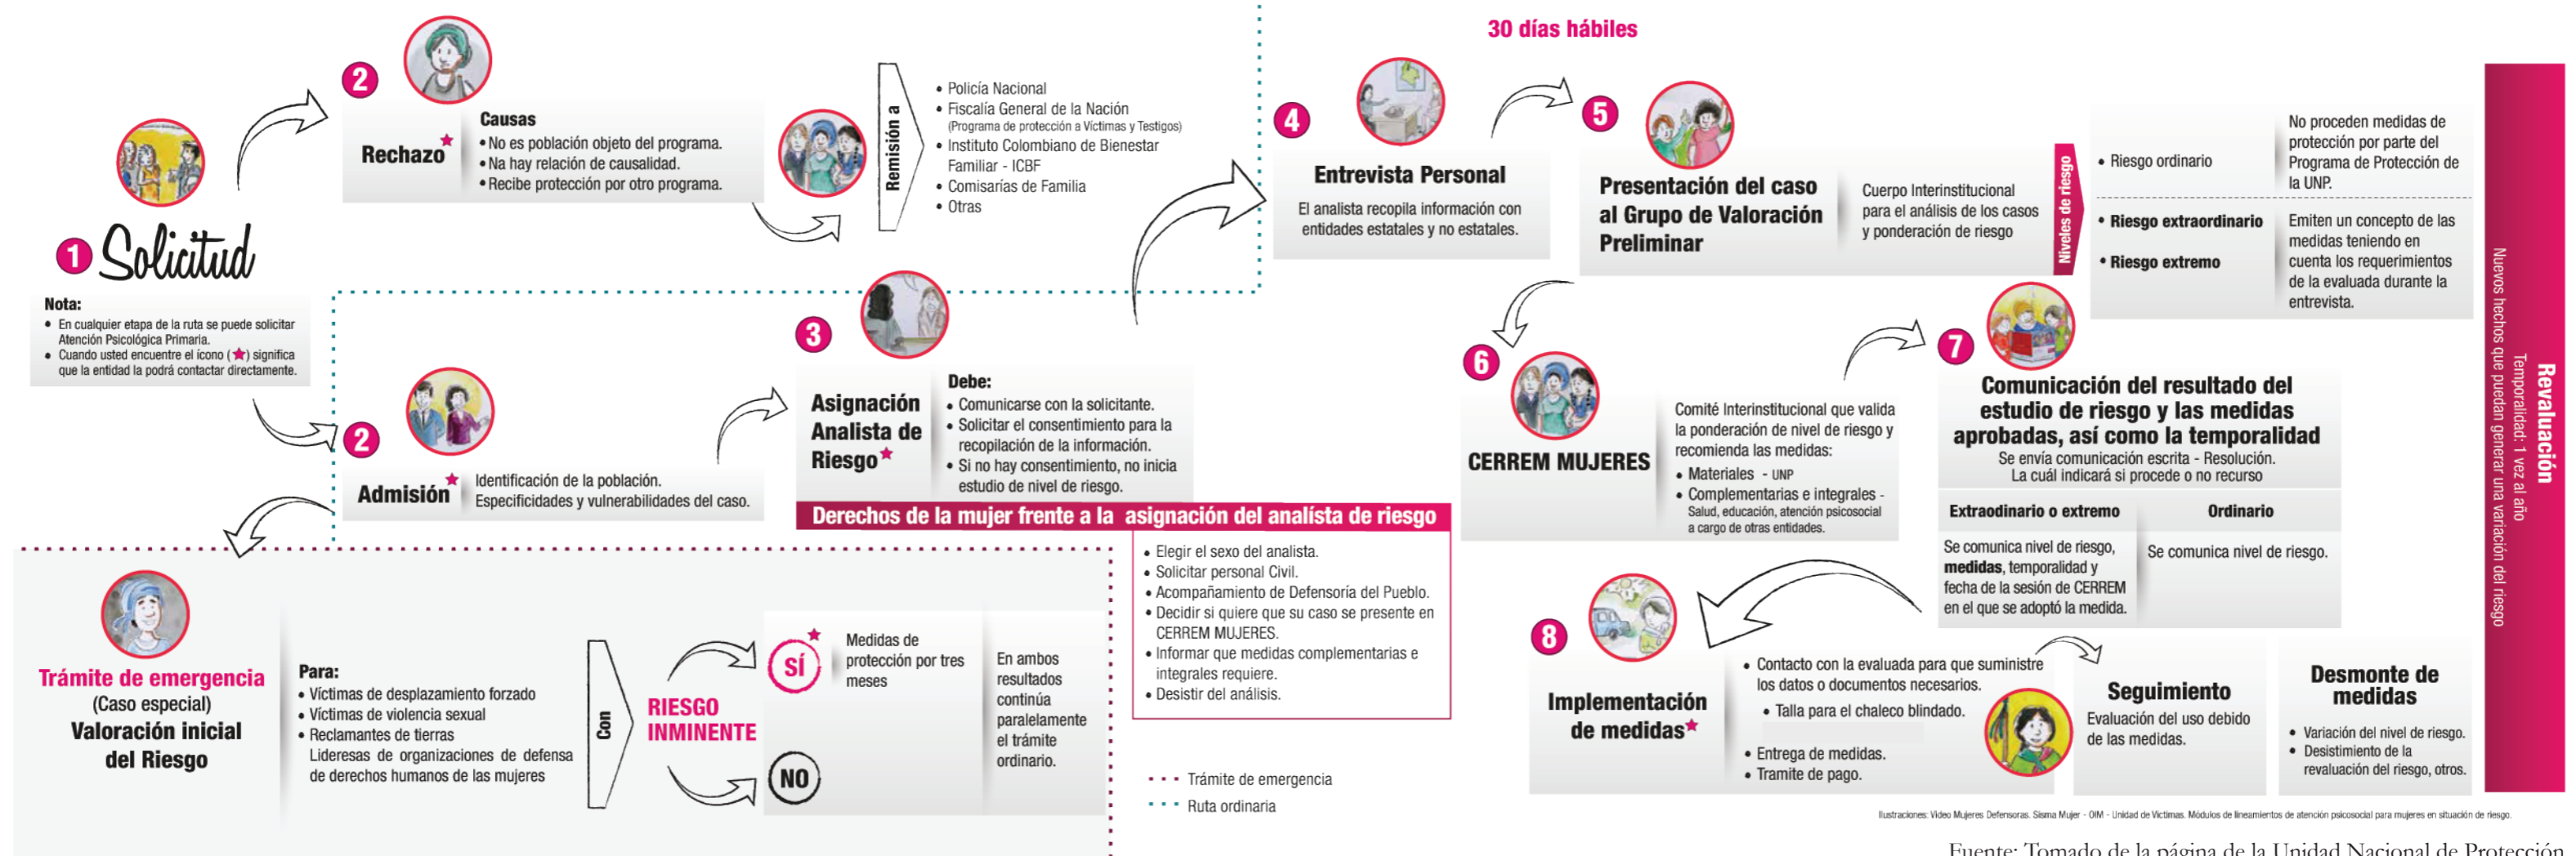 1 Solicitud
Nota:
• En cualquier etapa de la ruta se puede solicitar
Atención Psicológica Primaria.
• Cuando usted encuentre el ícono (★) significa
que la entidad la podrá contactar directamente.
2
Rechazo★
Causas
• No es población objeto del programa.
• Na hay relación de causalidad.
• Recibe protección por otro programa.
Remisión a
• Policía Nacional
• Fiscalía General de la Nación
(Programa de protección a Víctimas y Testigos)
• Instituto Colombiano de Bienestar
Familiar - ICBF
• Comisarías de Familia
• Otras
2
Admisión★
Identificación de la población.
Especificidades y vulnerabilidades del caso.
3
Asignación
Analista de
Riesgo★
Debe:
• Comunicarse con la solicitante.
• Solicitar el consentimiento para la
recopilación de la información.
• Si no hay consentimiento, no inicia
estudio de nivel de riesgo.
Derechos de la mujer frente a la asignación del analísta de riesgo
• Elegir el sexo del analista.
• Solicitar personal Civil.
• Acompañamiento de Defensoría del Pueblo.
• Decidir si quiere que su caso se presente en
CERREM MUJERES.
• Informar que medidas complementarias e
integrales requiere.
• Desistir del análisis.
Trámite de emergencia
(Caso especial)
Valoración inicial
del Riesgo
Para:
• Víctimas de desplazamiento forzado
• Víctimas de violencia sexual
• Reclamantes de tierras
Lideresas de organizaciones de defensa
de derechos humanos de las mujeres
Con
RIESGO
INMINENTE
SÍ★
Medidas de
protección por tres
meses
NO
En ambos
resultados
continúa
paralelamente
el trámite
ordinario.
Trámite de emergencia
Ruta ordinaria
30 días hábiles
4
Entrevista Personal
El analista recopila información con
entidades estatales y no estatales.
5
Presentación del caso
al Grupo de Valoración
Preliminar
Cuerpo Interinstitucional
para el análisis de los casos
y ponderación de riesgo
Niveles de riesgo
• Riesgo ordinario
No proceden medidas de
protección por parte del
Programa de Protección de
la UNP.
• Riesgo extraordinario
• Riesgo extremo
Emiten un concepto de las
medidas teniendo en
cuenta los requerimientos
de la evaluada durante la
entrevista.
6
CERREM MUJERES
Comité Interinstitucional que valida
la ponderación de nivel de riesgo y
recomienda las medidas:
• Materiales - UNP
• Complementarias e integrales -
Salud, educación, atención psicosocial
a cargo de otras entidades.
7
Comunicación del resultado del
estudio de riesgo y las medidas
aprobadas, así como la temporalidad
Se envía comunicación escrita - Resolución.
La cuál indicará si procede o no recurso
Extraodinario o extremo
Se comunica nivel de riesgo,
medidas, temporalidad y
fecha de la sesión de CERREM
en el que se adoptó la medida.
Ordinario
Se comunica nivel de riesgo.
8
Implementación
de medidas★
• Contacto con la evaluada para que suministre
los datos o documentos necesarios.
• Talla para el chaleco blindado.
• Entrega de medidas.
• Tramite de pago.
Seguimiento
Evaluación del uso debido
de las medidas.
Desmonte de
medidas
• Variación del nivel de riesgo.
• Desistimiento de la
revaluación del riesgo, otros.
Revaluación
Temporalidad: 1 vez al año
Nuevos hechos que puedan generar una variación del riesgo
Ilustraciones: Video Mujeres Defensoras. Sisma Mujer - OIM - Unidad de Víctimas. Módulos de lineamientos de atención psicosocial para mujeres en situación de riesgo.
Fuente: Tomado de la página de la Unidad Nacional de Protección